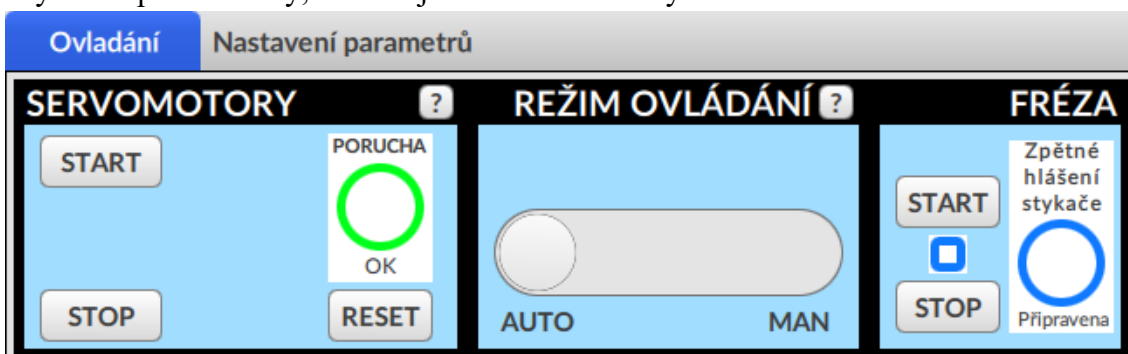 Ovladání
Nastavení parametrů
SERVOMOTORY ?
START
PORUCHA
OK
STOP
RESET
REŽIM OVLÁDÁNÍ ?
AUTO
MAN
FRÉZA
START
STOP
Zpětné
hlášení
stykače
Připravena